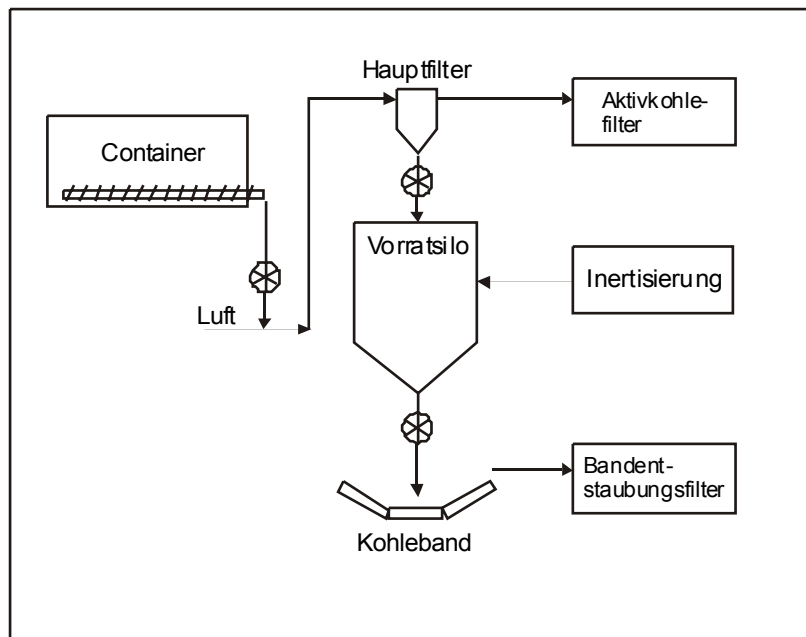 Hauptfilter
Aktivkohle-
filter
Container
Vorratsilo
Inertisierung
Luft
Bandent-
staubungsfilter
Kohleband